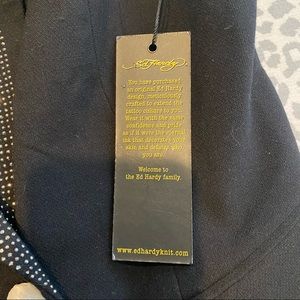 Ed Hardy
You have purchased
an original Ed Hardy
design, meticulously
crafted to extend the
tattoo culture to you.
Wear it with the same
confidence and pride
as if it were the eternal
ink that decorates your
skin and defines who
you are.
Welcome to
the Ed Hardy family.
www.edhardyknit.com